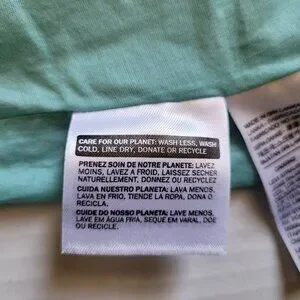 CARE FOR OUR PLANET: WASH LESS, WASH
COLD, LINE DRY, DONATE OR RECYCLE
PRENEZ SOIN DE NOTRE PLANETE: LAVEZ
MOINS, LAVEZ A FROID, LAISSEZ SECHER
NATURELLEMENT, DONNEZ OU RECYCLEZ
CUIDA NUESTRO PLANETA: LAVA MENOS,
LAVA EN FRIO, TIENDE LA ROPA, DONA O
RECICLA.
CUIDE DO NOSSO PLANETA: LAVE MENOS,
LAVE EM ÁGUA FRIA, SEQUE EM VARAL, DOE
OU RECICLE.